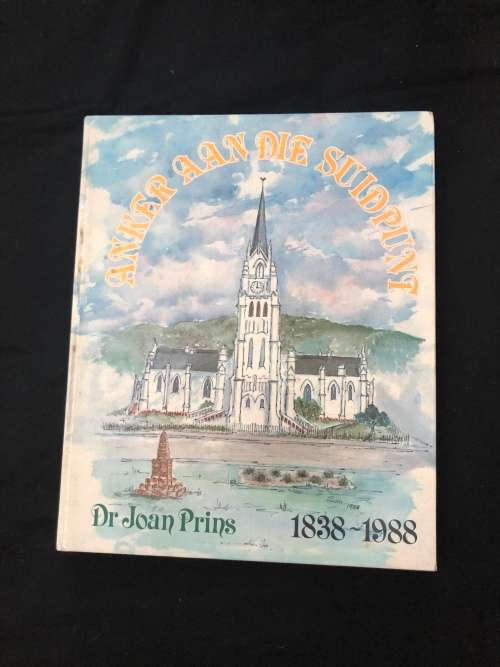 ANKER AAN DIE SUIDPUNT
Dr Joan Prins
1838~1988